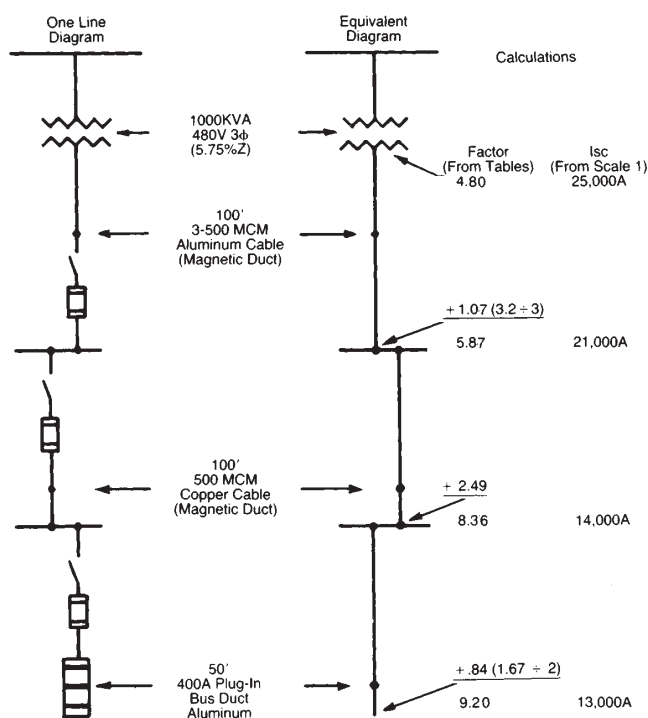 One Line
Diagram
Equivalent
Diagram
Calculations
1000KVA
480V 3ϕ
(5.75%Z)
Factor
(From Tables)
4.80
Isc
(From Scale 1)
25,000A
100′
3-500 MCM
Aluminum Cable
(Magnetic Duct)
+ 1.07 (3.2 ÷ 3)
5.87
21,000A
100′
500 MCM
Copper Cable
(Magnetic Duct)
+ 2.49
8.36
14,000A
50′
400A Plug-In
Bus Duct
Aluminum
+ .84 (1.67 ÷ 2)
9.20
13,000A